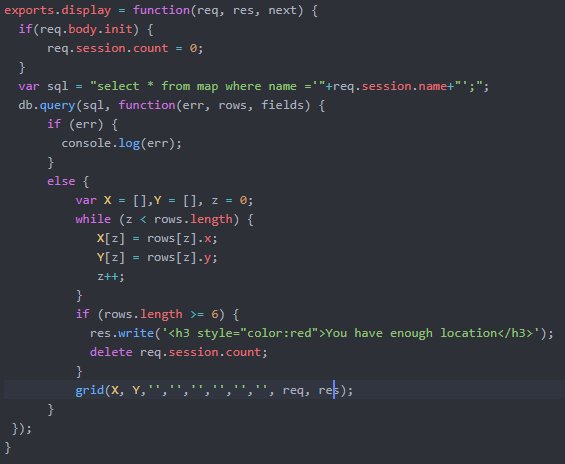 exports.display = function(req, res, next) {
if(req.body.init) {
req.session.count = 0;
}
var sql = "select * from map where name ='"+req.session.name+"';";
db.query(sql, function(err, rows, fields) {
if (err) {
console.log(err);
}
else {
var X = [],Y = [], z = 0;
while (z < rows.length) {
X[z] = rows[z].x;
Y[z] = rows[z].y;
z++;
}
if (rows.length >= 6) {
res.write('<h3 style="color:red">You have enough location</h3>');
delete req.session.count;
}
grid(X, Y,'','','','','','', req, res);
}
});
}